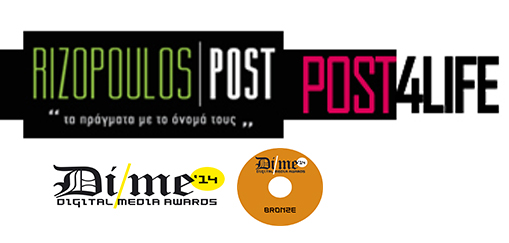 RIZOPOULOS|POST
“ τα πράγματα με το όνομά τους „
POST4LIFE
Di/me '14
DIGITAL MEDIA AWARDS
Di/me '14
BRONZE